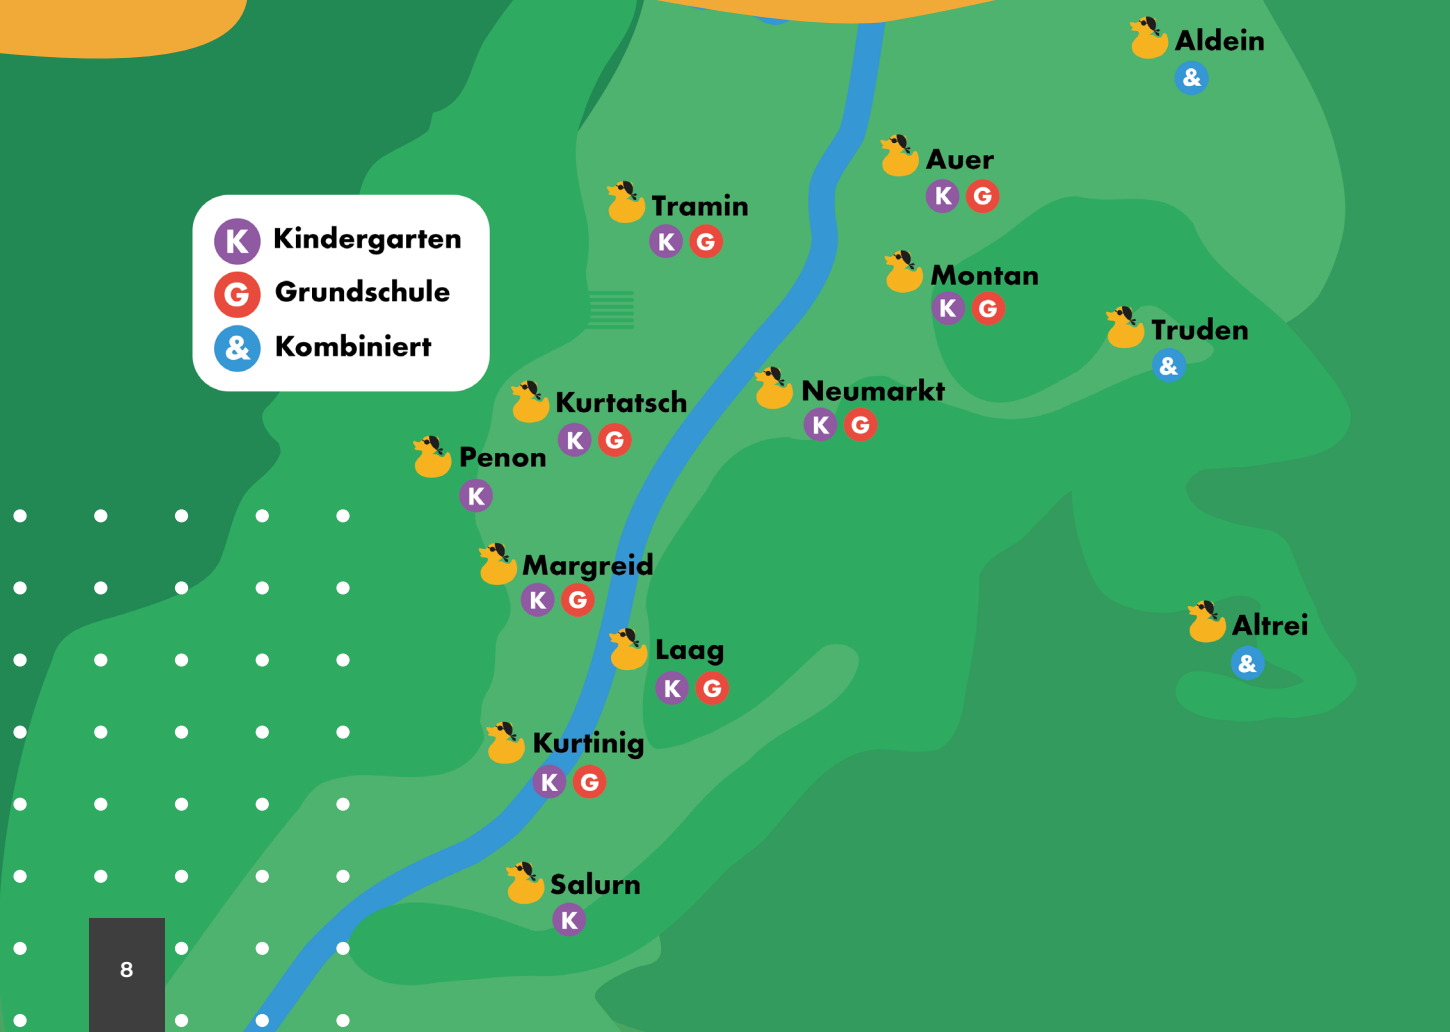 Aldein
&
Auer
K G
Tramin
K G
K Kindergarten
G Grundschule
& Kombiniert
Montan
K G
Truden
&
Neumarkt
K G
Kurtatsch
K G
Penon
K
Margreid
K G
Altrei
&
Laag
K G
Kurtinig
K G
Salurn
K
8